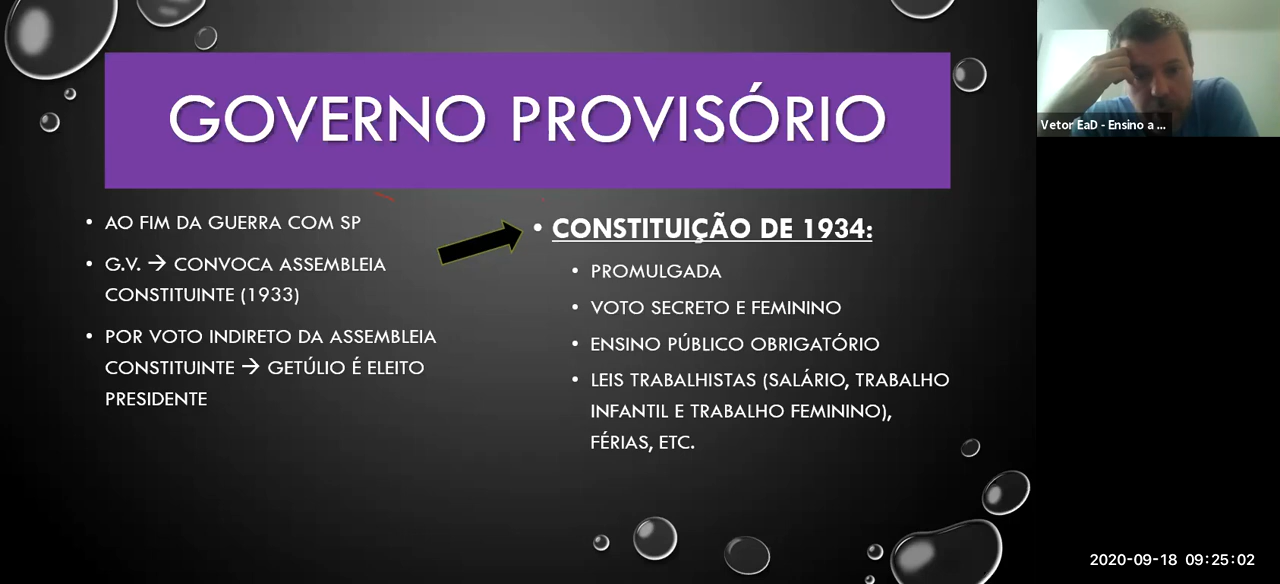 GOVERNO PROVISÓRIO
• AO FIM DA GUERRA COM SP
• G.V. → CONVOCA ASSEMBLEIA
CONSTITUINTE (1933)
• POR VOTO INDIRETO DA ASSEMBLEIA
CONSTITUINTE → GETÚLIO É ELEITO
PRESIDENTE
• CONSTITUIÇÃO DE 1934:
• PROMULGADA
• VOTO SECRETO E FEMININO
• ENSINO PÚBLICO OBRIGATÓRIO
• LEIS TRABALHISTAS (SALÁRIO, TRABALHO
INFANTIL E TRABALHO FEMININO),
FÉRIAS, ETC.
Vetor EaD - Ensino a ...
2020-09-18 09:25:02